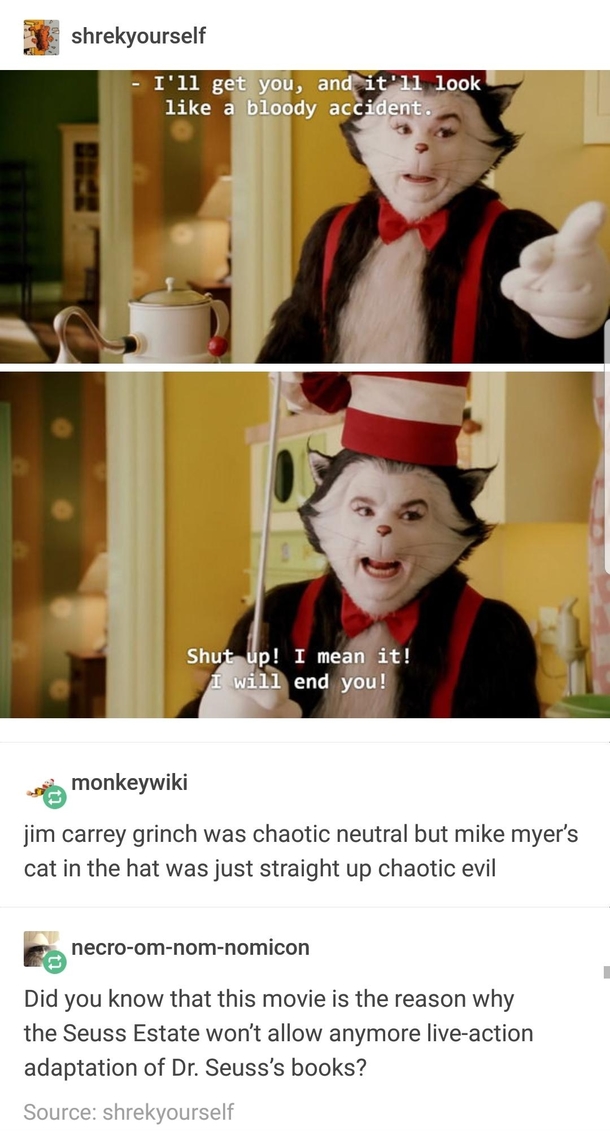 shrekyourself
- I'll get you, and it'll look
like a bloody accident.
Shut up! I mean it!
I will end you!
monkeywiki
jim carrey grinch was chaotic neutral but mike myer's
cat in the hat was just straight up chaotic evil
necro-om-nom-nomicon
Did you know that this movie is the reason why
the Seuss Estate won't allow anymore live-action
adaptation of Dr. Seuss's books?
Source: shrekyourself